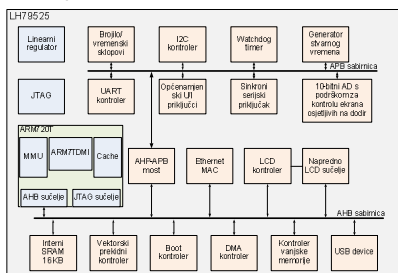 LH79525
Linearni
regulator
Brojilo/
vremenski
sklopovi
I2C
kontroler
Watchdog
timer
Generator
stvarnog
vremena
APB sabirnica
JTAG
UART
kontroler
Općenamjen
ski U/I
priključci
Sinkroni
serijski
priključak
10-bitni AD s
podrškom za
kontrolu ekrana
osjetljivih na dodir
ARM720T
MMU
ARM7TDMI
Cache
AHB sučelje
JTAG sučelje
AHP-APB
most
Ethernet
MAC
LCD
kontroler
Napredno
LCD sučelje
AHB sabirnica
Interni
SRAM
16KB
Vektorski
prekidni
kontroler
Boot
kontroler
DMA
kontroler
Kontroler
vanjske
memorije
USB device